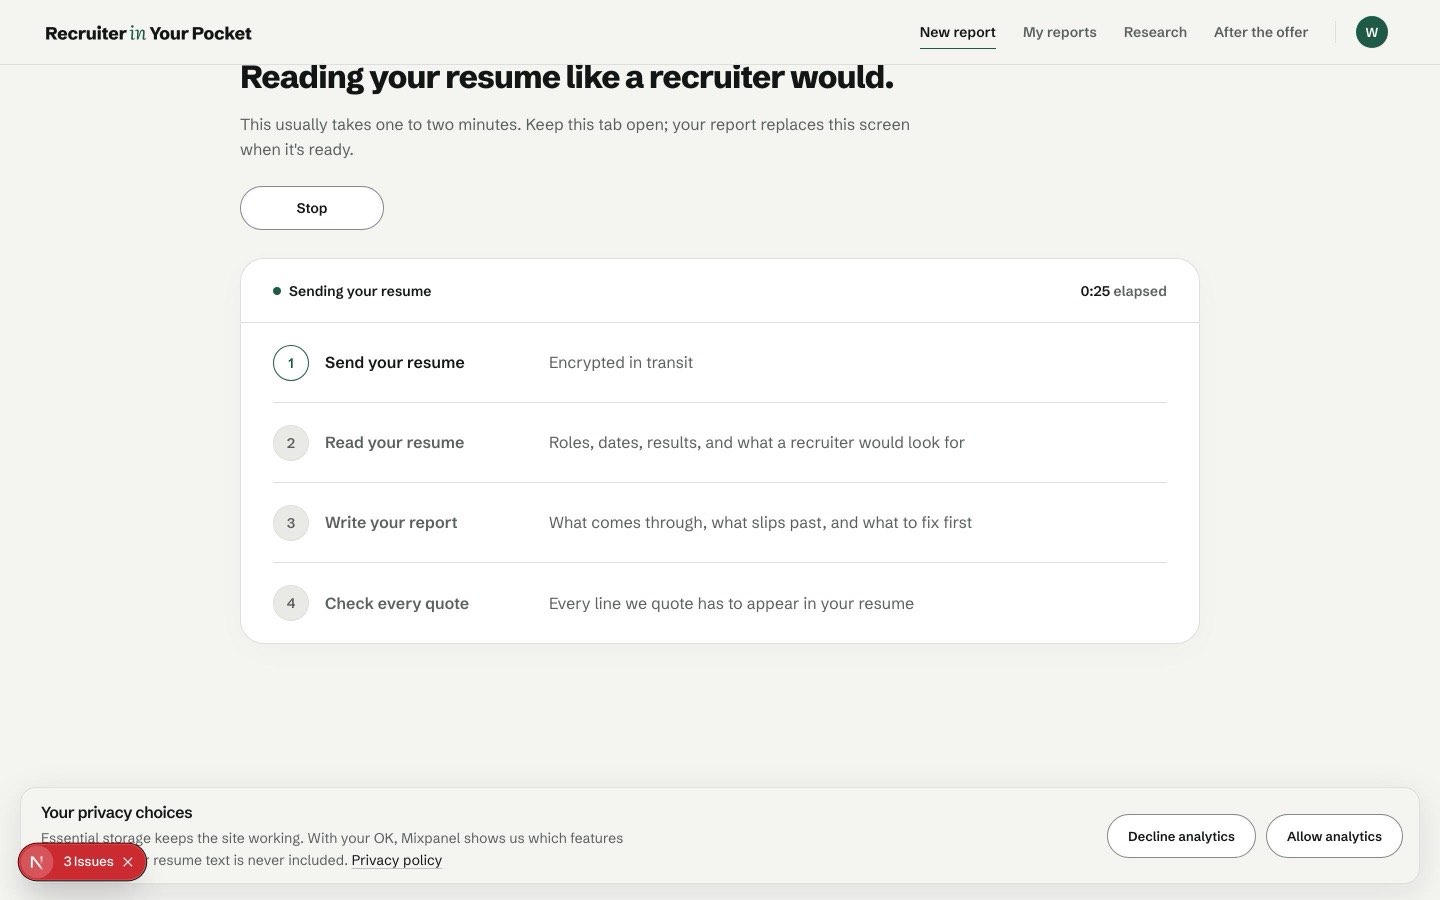 Recruiter in Your Pocket
New report
My reports
Research
After the offer
W
Reading your resume like a recruiter would.
This usually takes one to two minutes. Keep this tab open; your report replaces this screen
when it's ready.
Stop
Sending your resume
0:25 elapsed
1 Send your resume Encrypted in transit
2 Read your resume Roles, dates, results, and what a recruiter would look for
3 Write your report What comes through, what slips past, and what to fix first
4 Check every quote Every line we quote has to appear in your resume
Your privacy choices
Essential storage keeps the site working. With your OK, Mixpanel shows us which features
resume text is never included. Privacy policy
Decline analytics
Allow analytics
N 3 Issues